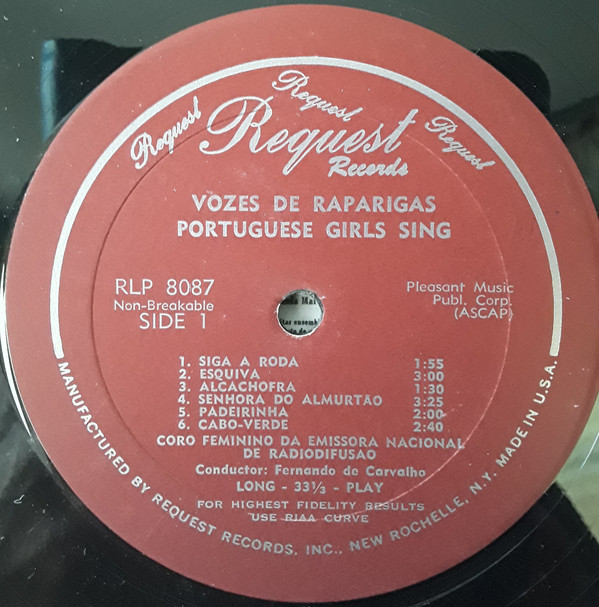 Request
Request
Request
Request
Records
VOZES DE RAPARIGAS
PORTUGUESE GIRLS SING
RLP 8087
Non-Breakable
SIDE 1
Pleasant Music
Publ. Corp.
(ASCAP)
1. SIGA A RODA 1:55
2. ESQUIVA 3:00
3. ALCACHOFRA 1:30
4. SENHORA DO ALMURTÃO 3:25
5. PADEIRINHA 2:00
6. CABO-VERDE 2:40
CORO FEMININO DA EMISSORA NACIONAL
DE RADIODIFUSAO
Conductor: Fernando de Carvalho
LONG - 33⅓ - PLAY
FOR HIGHEST FIDELITY RESULTS
USE RIAA CURVE
MANUFACTURED BY REQUEST RECORDS, INC., NEW ROCHELLE, N.Y. MADE IN U.S.A.